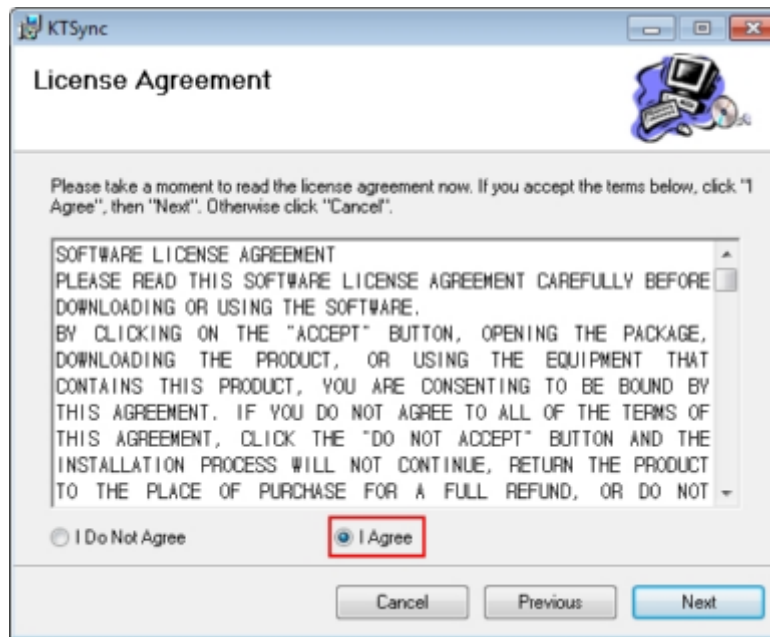 KTSync
License Agreement
Please take a moment to read the license agreement now. If you accept the terms below, click "I
Agree", then "Next". Otherwise click "Cancel".
SOFTWARE LICENSE AGREEMENT
PLEASE READ THIS SOFTWARE LICENSE AGREEMENT CAREFULLY BEFORE
DOWNLOADING OR USING THE SOFTWARE.
BY CLICKING ON THE "ACCEPT" BUTTON, OPENING THE PACKAGE,
DOWNLOADING THE PRODUCT, OR USING THE EQUIPMENT THAT
CONTAINS THIS PRODUCT, YOU ARE CONSENTING TO BE BOUND BY
THIS AGREEMENT. IF YOU DO NOT AGREE TO ALL OF THE TERMS OF
THIS AGREEMENT, CLICK THE "DO NOT ACCEPT" BUTTON AND THE
INSTALLATION PROCESS WILL NOT CONTINUE, RETURN THE PRODUCT
TO THE PLACE OF PURCHASE FOR A FULL REFUND, OR DO NOT
I Do Not Agree I Agree
Cancel Previous Next